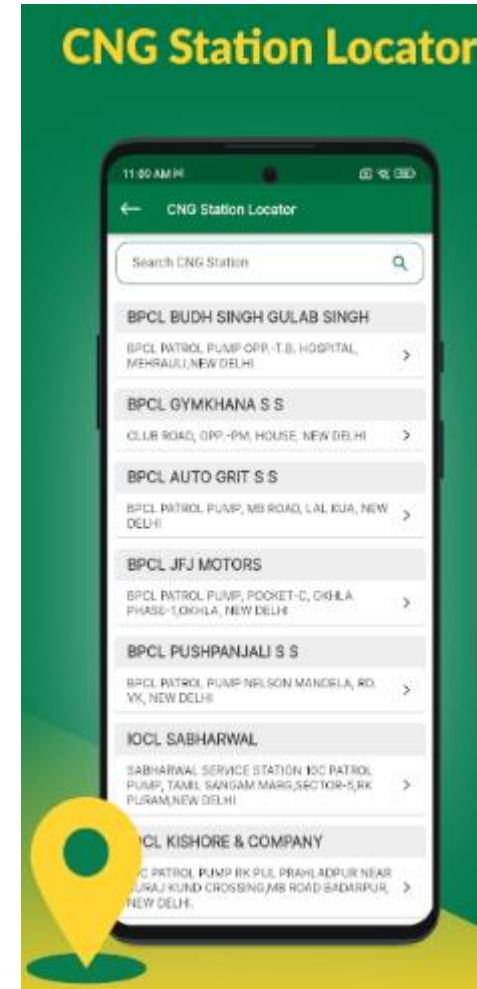 CNG Station Locator
11:00 AM
CNG Station Locator
Search CNG Station
BPCL BUDH SINGH GULAB SINGH
BPCL PATROL PUMP OPP.-T.B. HOSPITAL,
MEHRAULI,NEW DELHI
BPCL GYMKHANA S S
CLUB ROAD, OPP.-PM. HOUSE, NEW DELHI
BPCL AUTO GRIT S S
BPCL PATROL PUMP, MB ROAD, LAL KUA, NEW
DELHI
BPCL JFJ MOTORS
BPCL PATROL PUMP, POCKET-C, OKHLA
PHASE-1,OKHLA, NEW DELHI
BPCL PUSHPANJALI S S
BPCL PATROL PUMP NELSON MANDELA, RD.
VK, NEW DELHI
IOCL SABHARWAL
SABHARWAL SERVICE STATION IOC PATROL
PUMP, TAMIL SANGAM MARG,SECTOR-5,RK
PURAM,NEW DELHI
CL KISHORE & COMPANY
C PATROL PUMP RK PUL PRAHLADPUR NEAR
SURAJ KUND CROSSING,MB ROAD BADARPUR,
NEW DELHI.